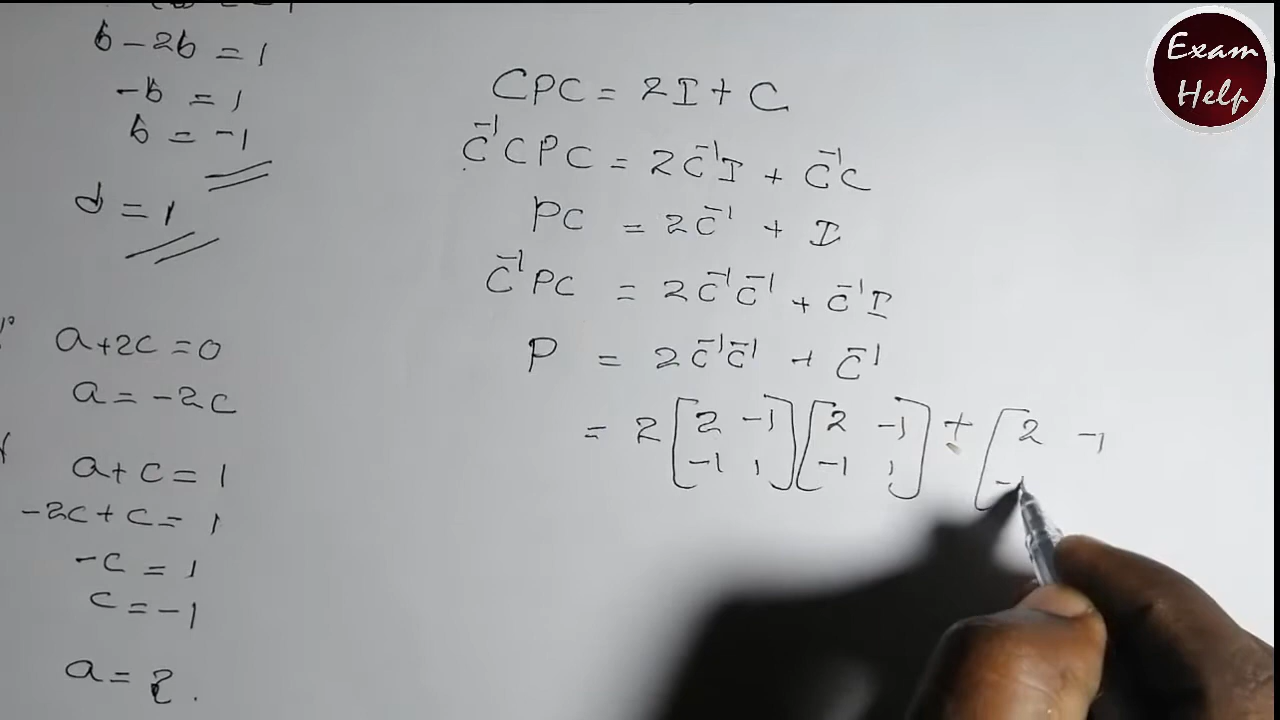 b - 2b = 1
-b = 1
b = -1
d = 1
a + 2c = 0
a = -2c
a + c = 1
-2c + c = 1
-c = 1
c = -1
a = 2.
CPC = 2I + C
C⁻¹CPC = 2C⁻¹I + C⁻¹C
PC = 2C⁻¹ + I
C⁻¹PC = 2C⁻¹C⁻¹ + C⁻¹I
P = 2C⁻¹C⁻¹ + C⁻¹
= 2 [2 -1] [2 -1] + [2 -1
[-1 1] [-1 1] [-1
Exam
Help